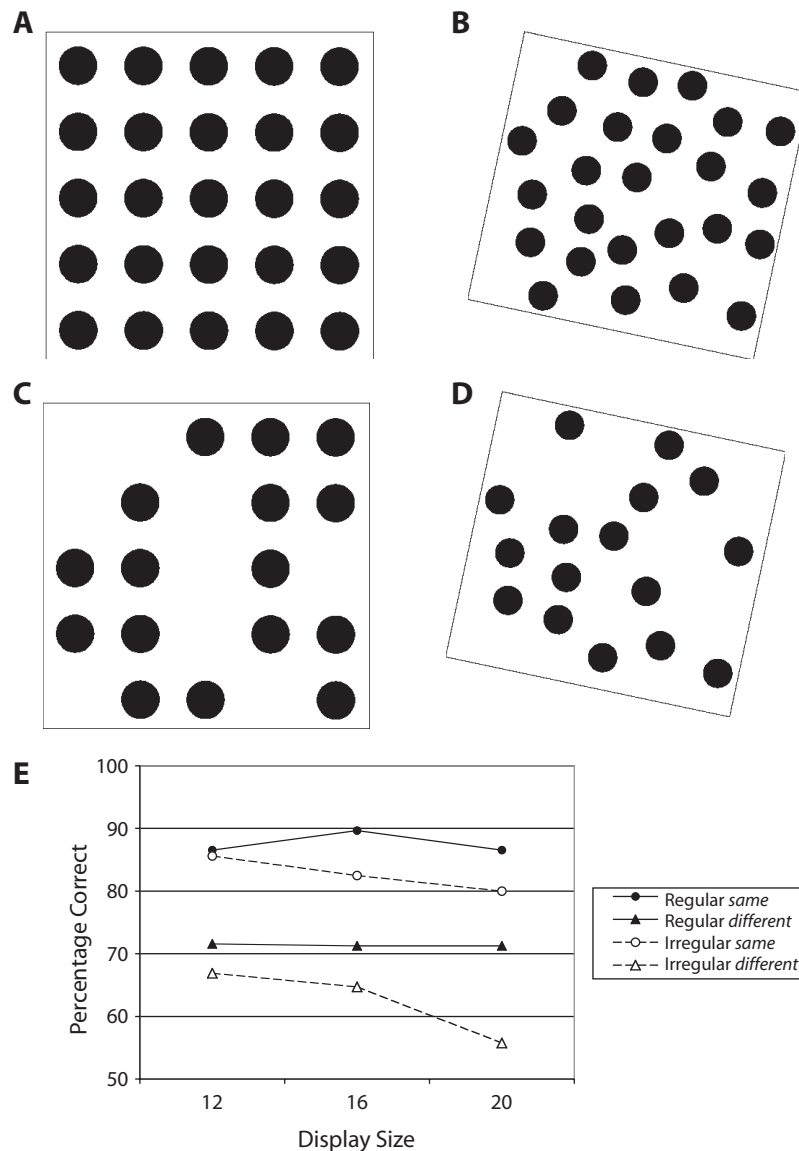 A
B
C
D
E
100
90
80
70
60
50
Percentage Correct
12 16 20
Display Size
Regular same
Regular different
Irregular same
Irregular different